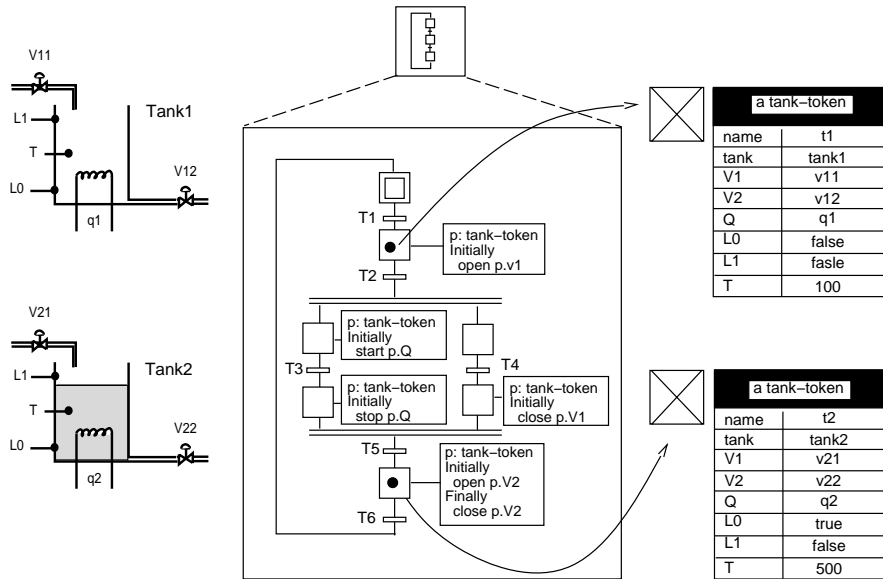 V11
Tank1
L1
T
V12
L0
q1
V21
L1
Tank2
T
V22
L0
q2
T1
p: tank-token
Initially
open p.v1
T2
p: tank-token
Initially
start p.Q
T3
T4
p: tank-token
Initially
stop p.Q
p: tank-token
Initially
close p.V1
T5
p: tank-token
Initially
open p.V2
Finally
close p.V2
T6
a tank-token
name t1
tank tank1
V1 v11
V2 v12
Q q1
L0 false
L1 fasle
T 100
a tank-token
name t2
tank tank2
V1 v21
V2 v22
Q q2
L0 true
L1 false
T 500